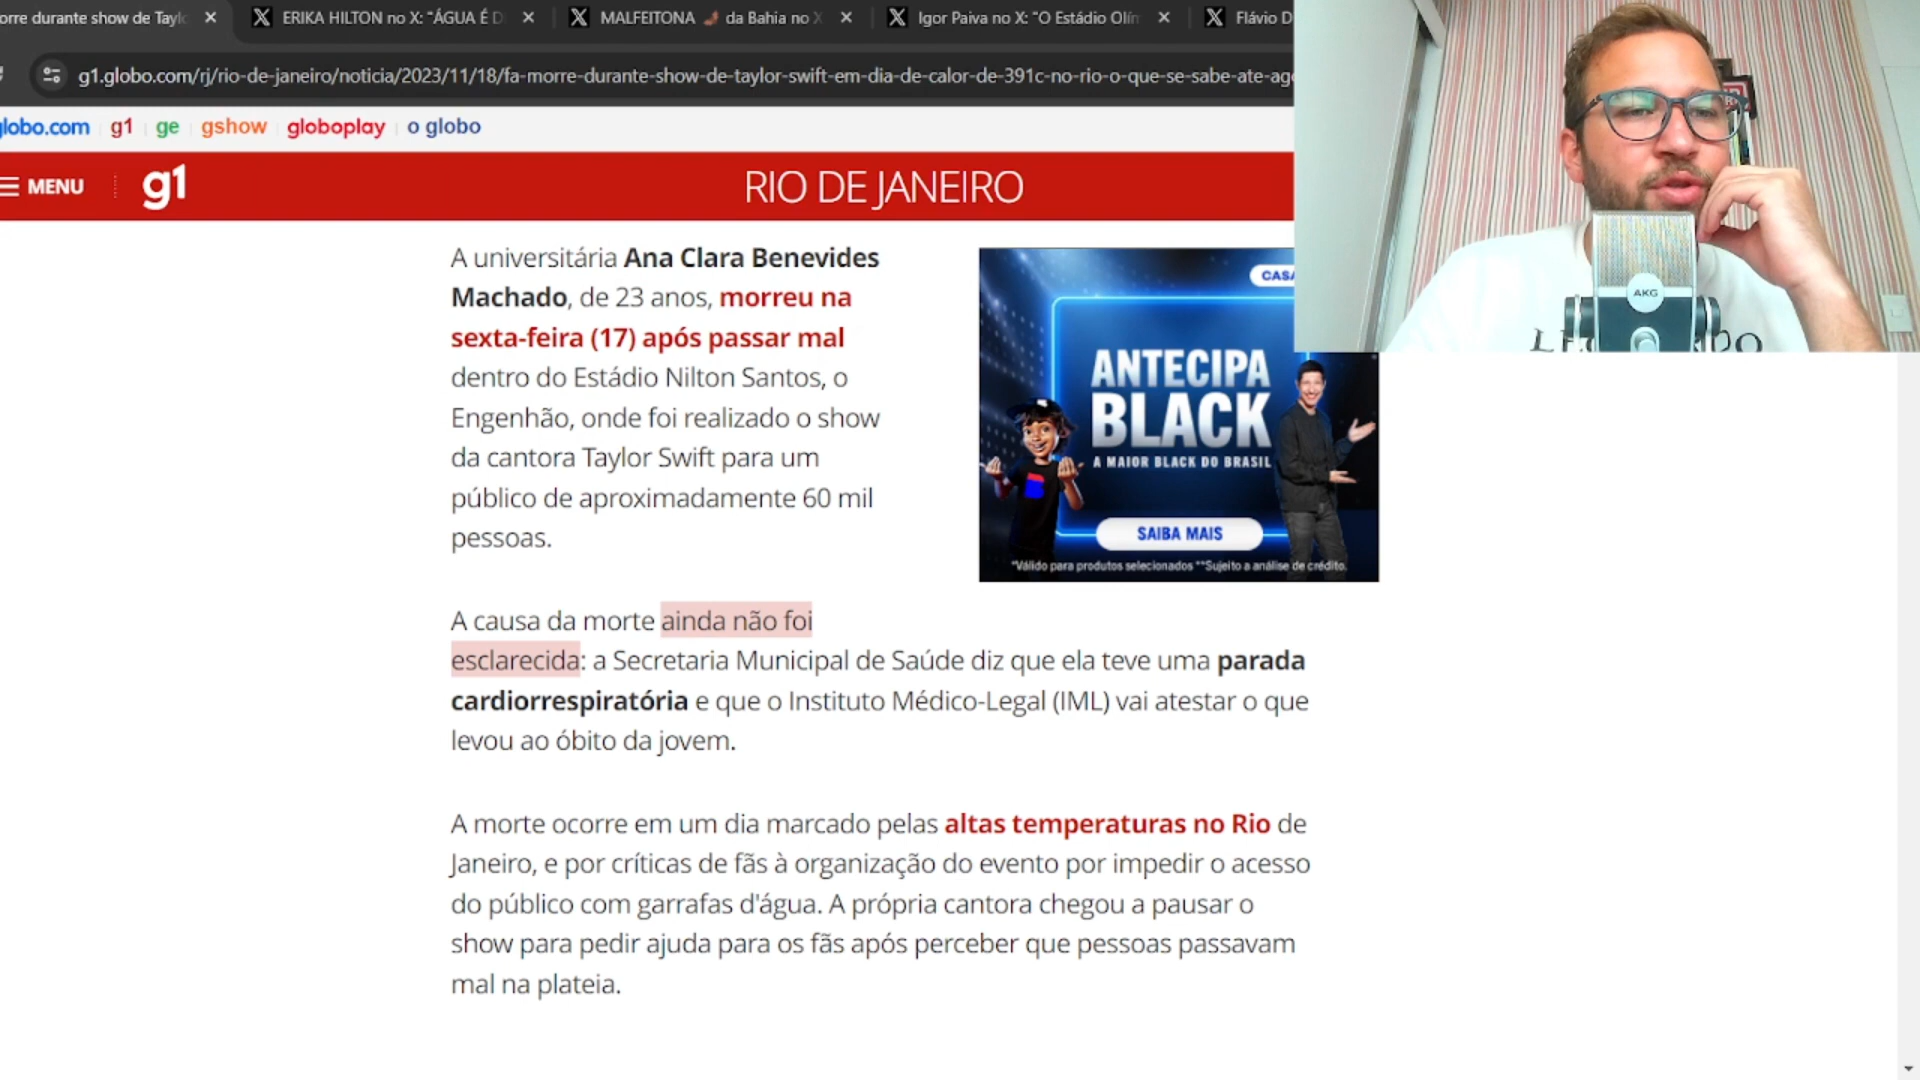 orre durante show de Tayl
ERIKA HILTON no X: "ÁGUA É D
MALFEITONA da Bahia no X
Igor Paiva no X: "O Estádio Olím
Flávio D
g1.globo.com/rj/rio-de-janeiro/noticia/2023/11/18/fa-morre-durante-show-de-taylor-swift-em-dia-de-calor-de-391c-no-rio-o-que-se-sabe-ate-ago
globo.com g1 ge gshow globoplay o globo
MENU g1 RIO DE JANEIRO
A universitária Ana Clara Benevides
Machado, de 23 anos, morreu na
sexta-feira (17) após passar mal
dentro do Estádio Nilton Santos, o
Engenhão, onde foi realizado o show
da cantora Taylor Swift para um
público de aproximadamente 60 mil
pessoas.
CASA
ANTECIPA
BLACK
A MAIOR BLACK DO BRASIL
SAIBA MAIS
*Válido para produtos selecionados **Sujeito a análise de crédito.
AKG
A causa da morte ainda não foi
esclarecida: a Secretaria Municipal de Saúde diz que ela teve uma parada
cardiorrespiratória e que o Instituto Médico-Legal (IML) vai atestar o que
levou ao óbito da jovem.
A morte ocorre em um dia marcado pelas altas temperaturas no Rio de
Janeiro, e por críticas de fãs à organização do evento por impedir o acesso
do público com garrafas d'água. A própria cantora chegou a pausar o
show para pedir ajuda para os fãs após perceber que pessoas passavam
mal na plateia.